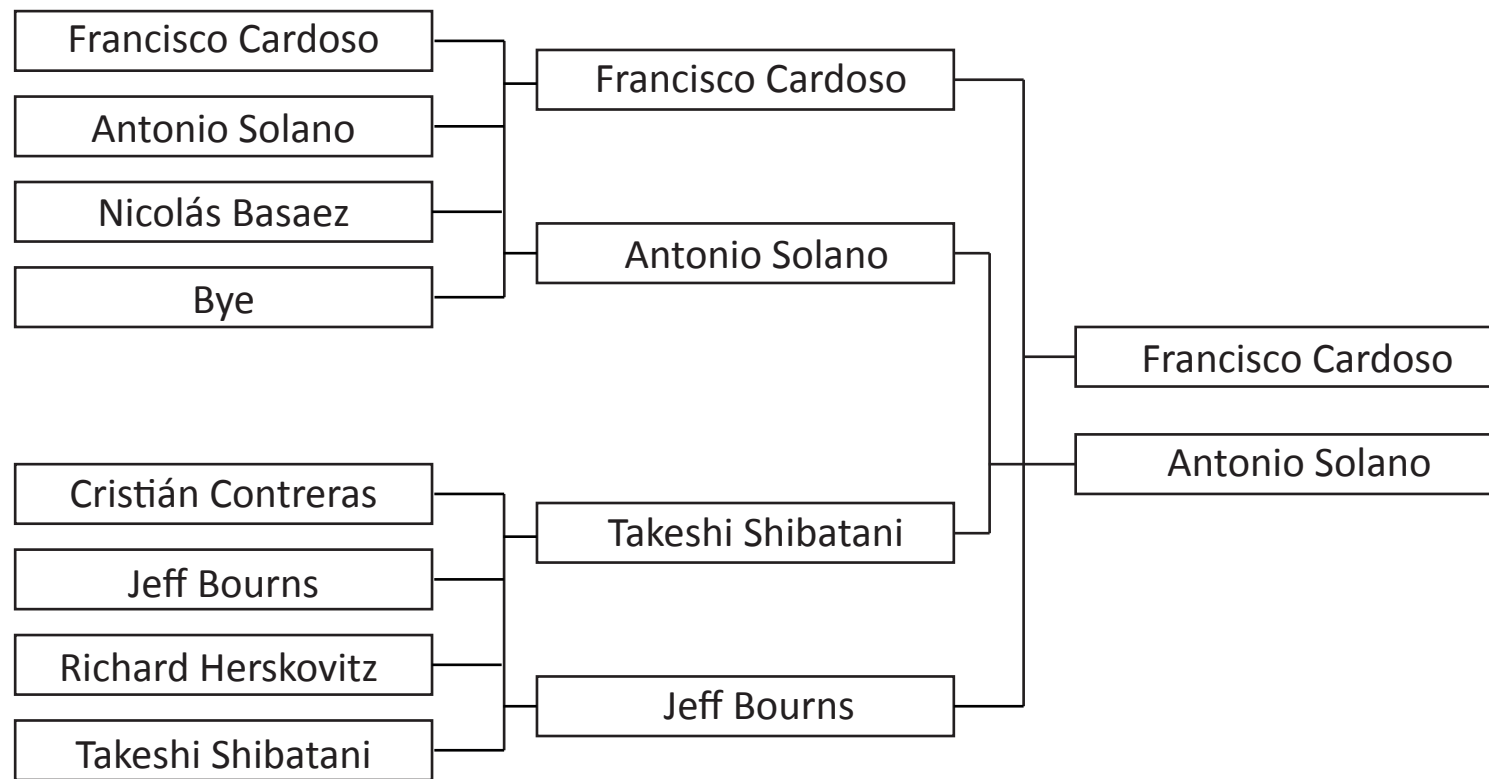 Francisco Cardoso
Antonio Solano
Nicolás Basaez
Bye
Cristián Contreras
Jeff Bourns
Richard Herskovitz
Takeshi Shibatani
Francisco Cardoso
Antonio Solano
Takeshi Shibatani
Jeff Bourns
Francisco Cardoso
Antonio Solano